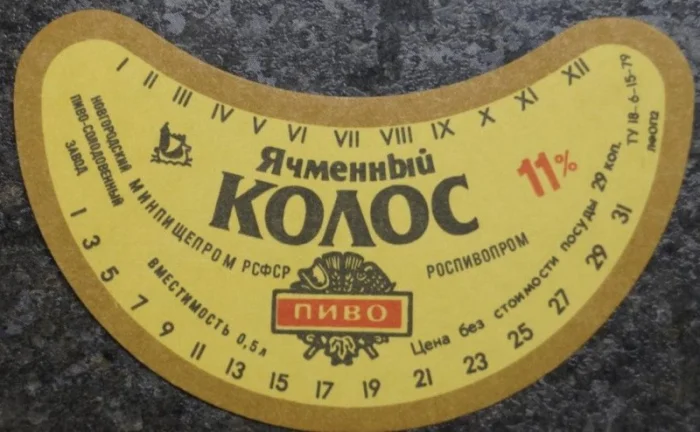 I II III IV V VI VII VIII IX X XI XII
НОВГОРОДСКИЙ
ПИВО-СОЛОДОВЕННЫЙ
ЗАВОД
МИНПИЩЕПРОМ РСФСР
РОСПИВОПРОМ
Ячменный
КОЛОС
11%
ТУ 18-6-15-79
ПИВО
ВМЕСТИМОСТЬ 0,5л
Цена без стоимости посуды 29 коп.
1 3 5 7 9 11 13 15 17 19 21 23 25 27 29 31